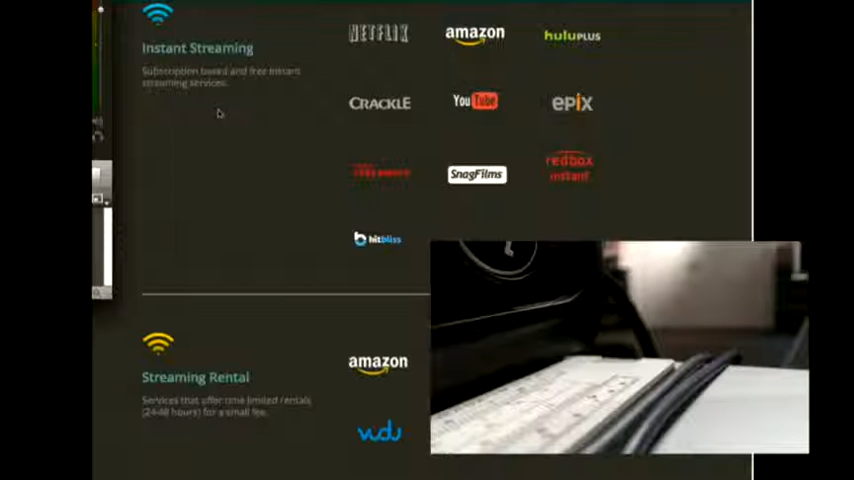 NETFLIX
amazon
huluPLUS
Instant Streaming
Subscription based and free instant
streaming services.
CRACKLE
YouTube
epix
SnagFilms
redbox
instant
hitbliss
amazon
Streaming Rental
Services that offer time limited rentals
(24-48 hours) for a small fee.
vudu